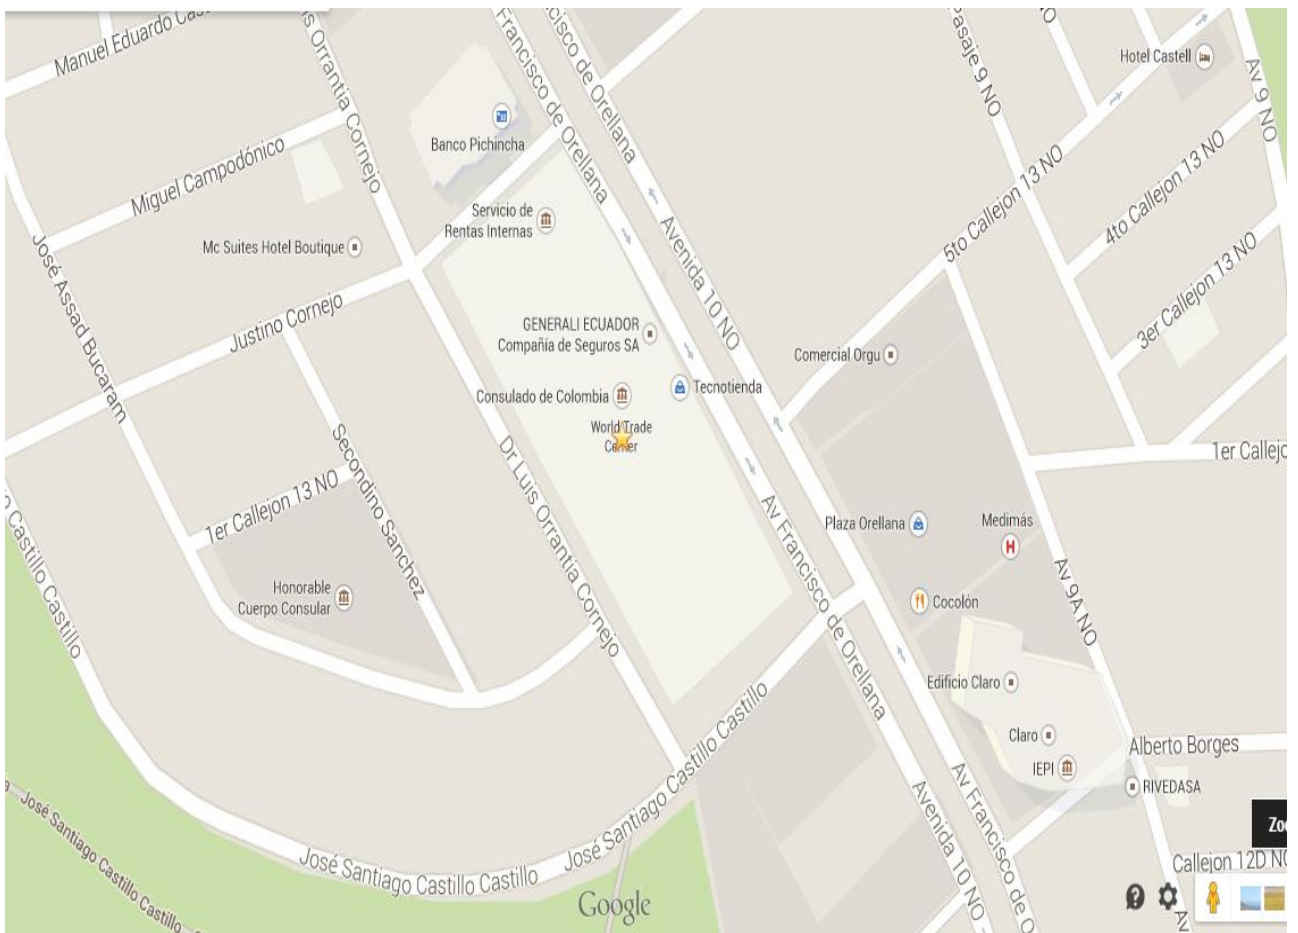 Manuel Eduardo
Orrantia Cornejo
Francisco de Orellana
Francisco de Orellana
Pasaje 9 NO
Hotel Castell
Av 9 NO
Banco Pichincha
Miguel Campodónico
Servicio de
Rentas Internas
Mc Suites Hotel Boutique
Avenida 10 NO
5to Callejon 13 NO
4to Callejon 13 NO
3er Callejon 13 NO
José Assad Bucaram
Justino Cornejo
GENERALI ECUADOR
Compañía de Seguros SA
Comercial Orgu
Consulado de Colombia
Tecnotienda
World Trade
Center
Secondino Sanchez
Dr Luis Orrantia Cornejo
1er Callejon 13 NO
1er
Av Francisco de Orellana
Plaza Orellana
Medimás
Castillo Castillo
Honorable
Cuerpo Consular
Cocolón
Av 9A NO
Edificio Claro
Claro
IEPI
Alberto Borges
RIVEDASA
José Santiago Castillo Castillo
José Santiago Castillo Castillo
José Santiago Castillo Castillo
Avenida 10 NO
Av Francisco de
Callejon 12D
Av
Google